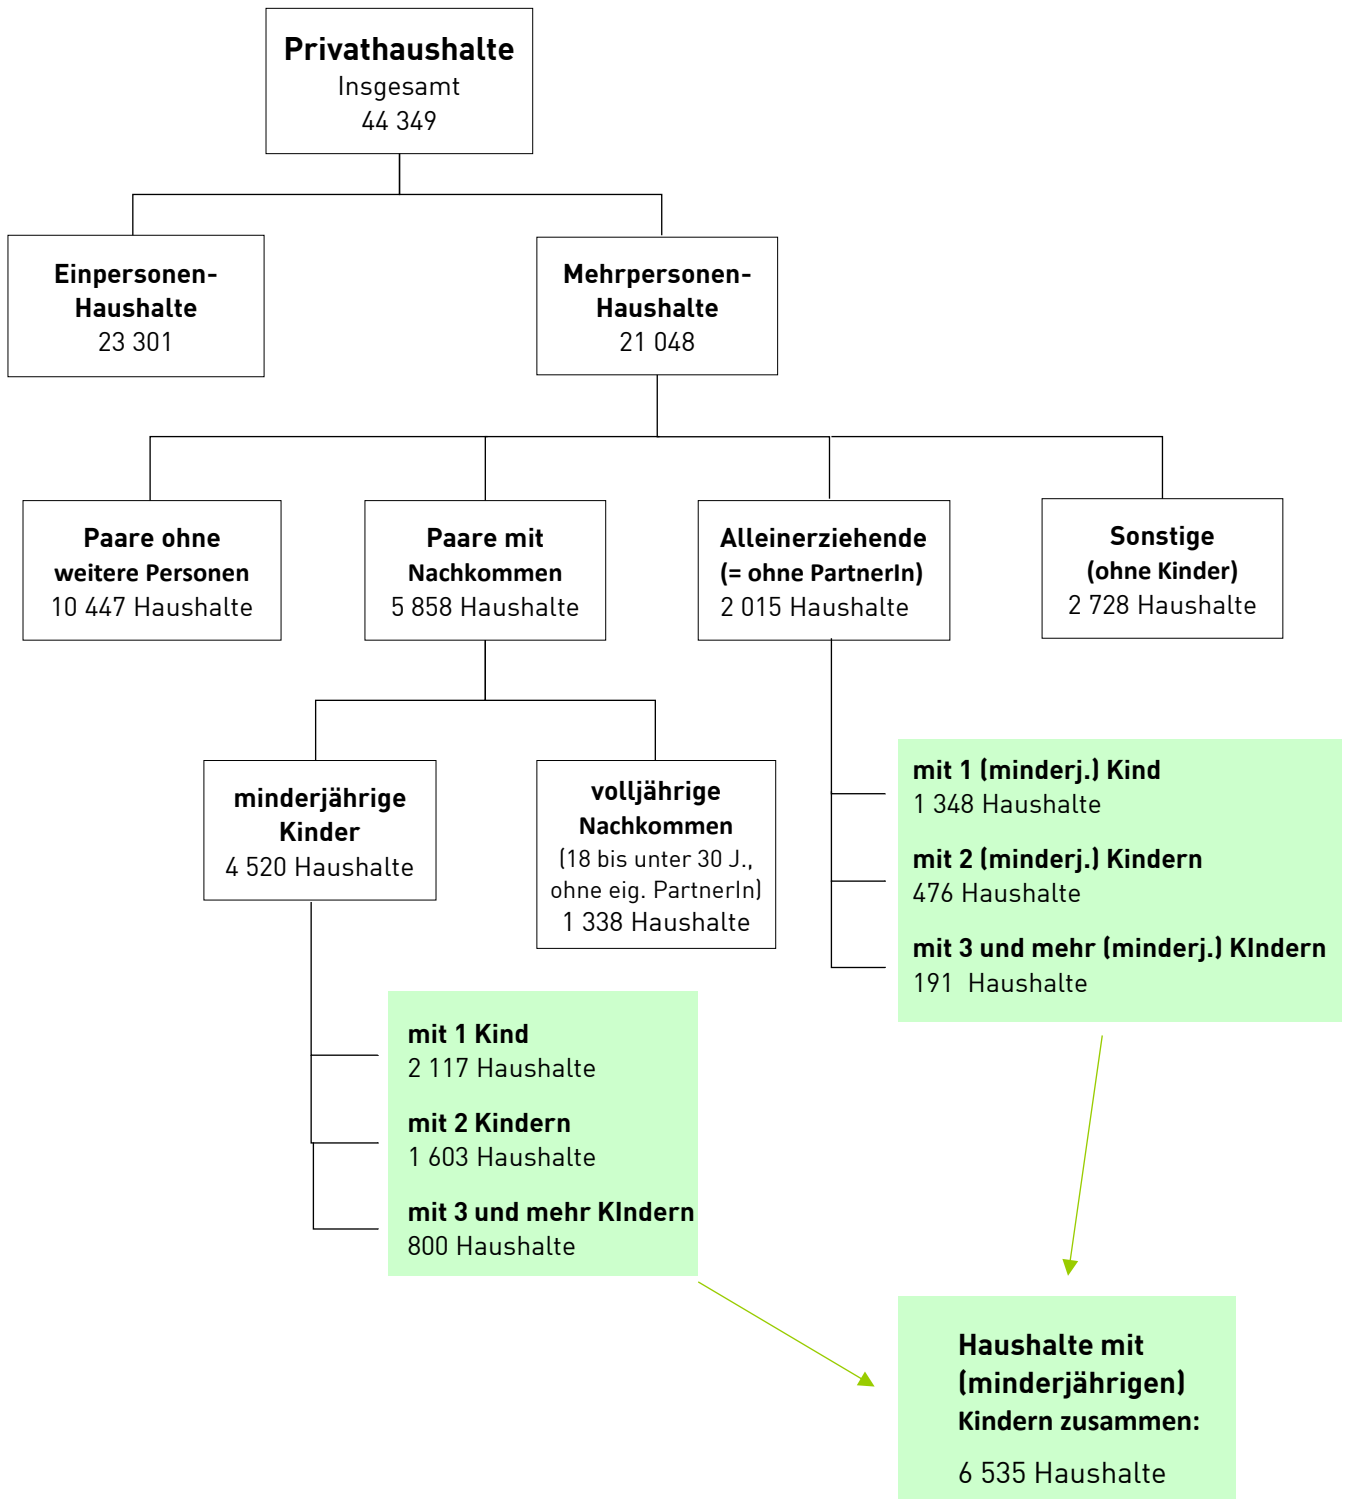 Privathaushalte
Insgesamt
44 349
Einpersonen-
Haushalte
23 301
Mehrpersonen-
Haushalte
21 048
Paare ohne
weitere Personen
10 447 Haushalte
Paare mit
Nachkommen
5 858 Haushalte
Alleinerziehende
(= ohne PartnerIn)
2 015 Haushalte
Sonstige
(ohne Kinder)
2 728 Haushalte
minderjährige
Kinder
4 520 Haushalte
volljährige
Nachkommen
(18 bis unter 30 J.,
ohne eig. PartnerIn)
1 338 Haushalte
mit 1 (minderj.) Kind
1 348 Haushalte
mit 2 (minderj.) Kindern
476 Haushalte
mit 3 und mehr (minderj.) KIndern
191 Haushalte
mit 1 Kind
2 117 Haushalte
mit 2 Kindern
1 603 Haushalte
mit 3 und mehr KIndern
800 Haushalte
Haushalte mit
(minderjährigen)
Kindern zusammen:
6 535 Haushalte